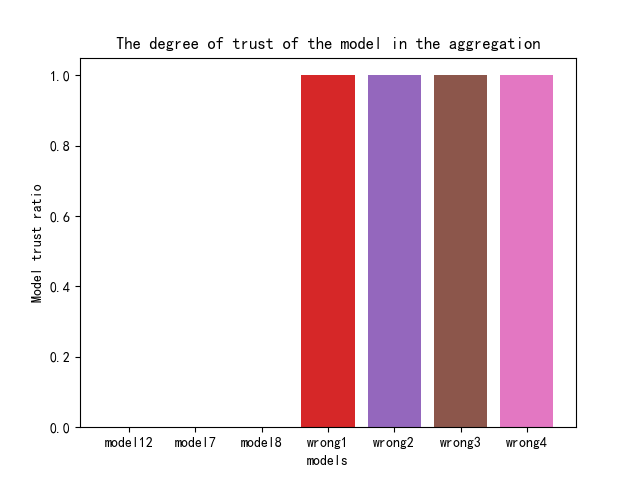 The degree of trust of the model in the aggregation
Model trust ratio
1.0
0.8
0.6
0.4
0.2
0.0
model12 model7 model8 wrong1 wrong2 wrong3 wrong4
models